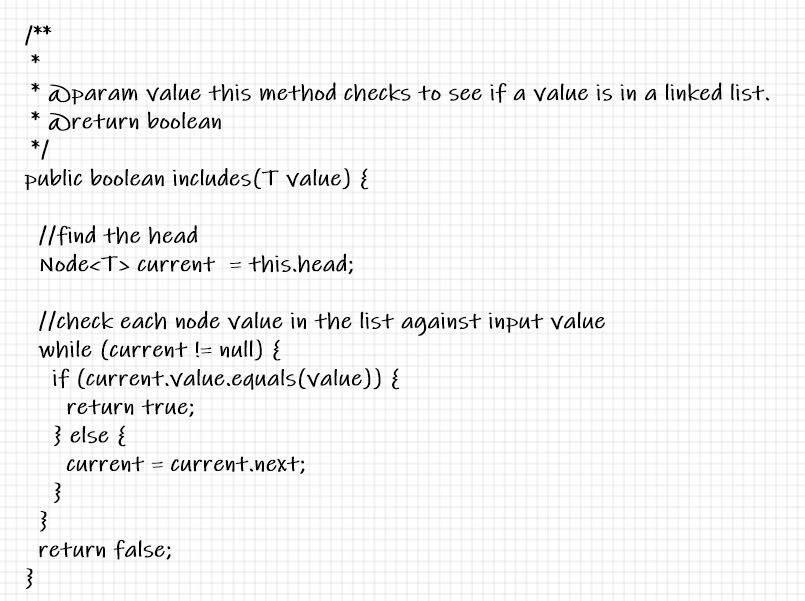 /**
 *
 * @param value this method checks to see if a value is in a linked list.
 * @return boolean
 */
public boolean includes(T value) {

  //find the head
  Node<T> current  = this.head;

  //check each node value in the list against input value
  while (current != null) {
    if (current.value.equals(value)) {
      return true;
    } else {
      current = current.next;
    }
  }
  return false;
}